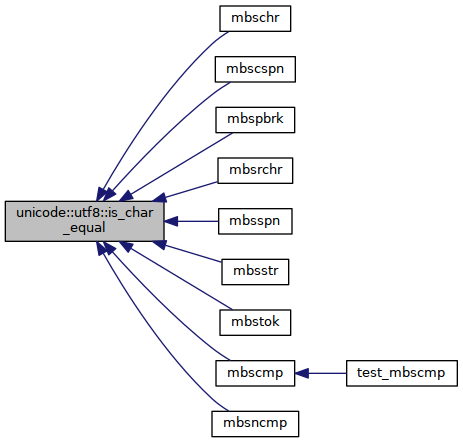 mbschr
mbscspn
mbspbrk
mbsrchr
unicode::utf8::is_char
_equal
mbsspn
mbsstr
mbstok
mbscmp
test_mbscmp
mbsncmp